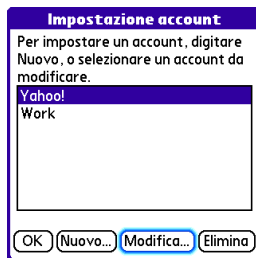 Impostazione account
Per impostare un account, digitare
Nuovo, o selezionare un account da
modificare.
Yahoo!
Work
OK Nuovo... Modifica... Elimina